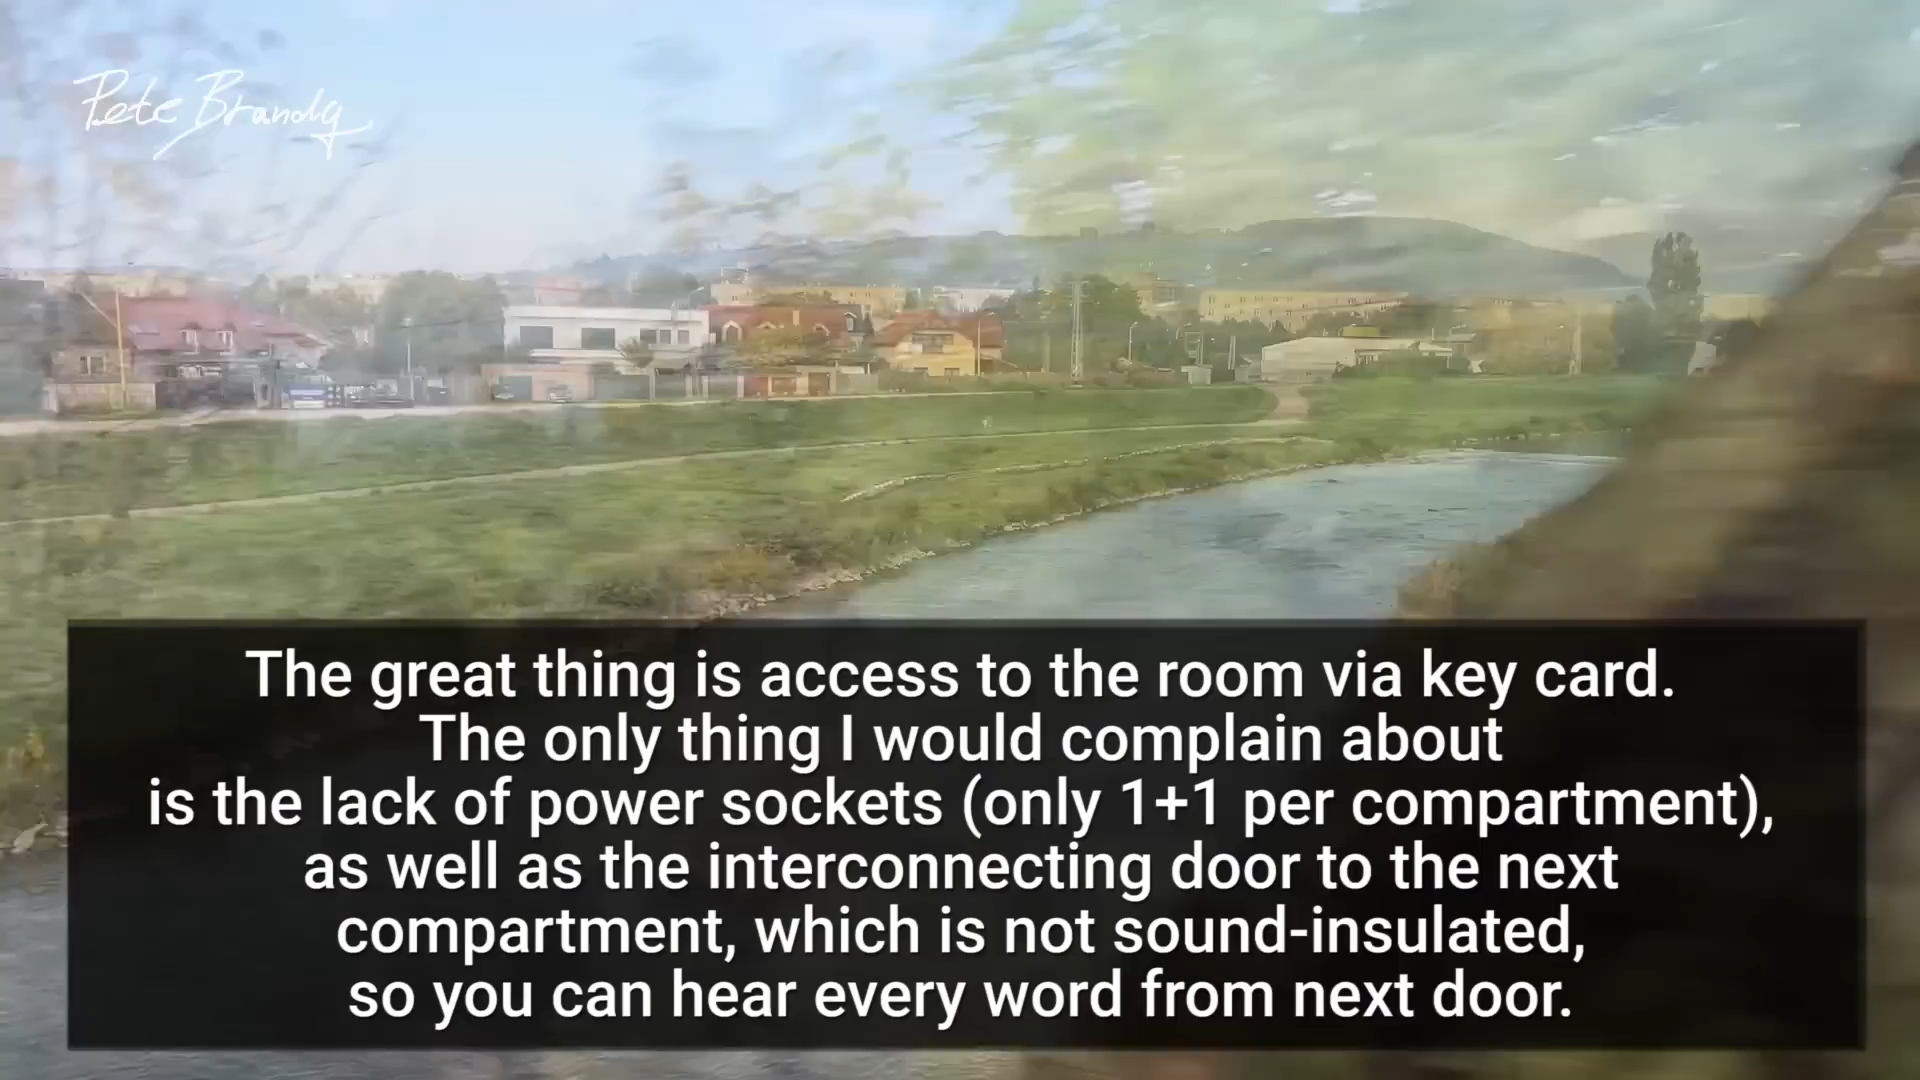 Pete Brandy
The great thing is access to the room via key card.
The only thing I would complain about
is the lack of power sockets (only 1+1 per compartment),
as well as the interconnecting door to the next
compartment, which is not sound-insulated,
so you can hear every word from next door.